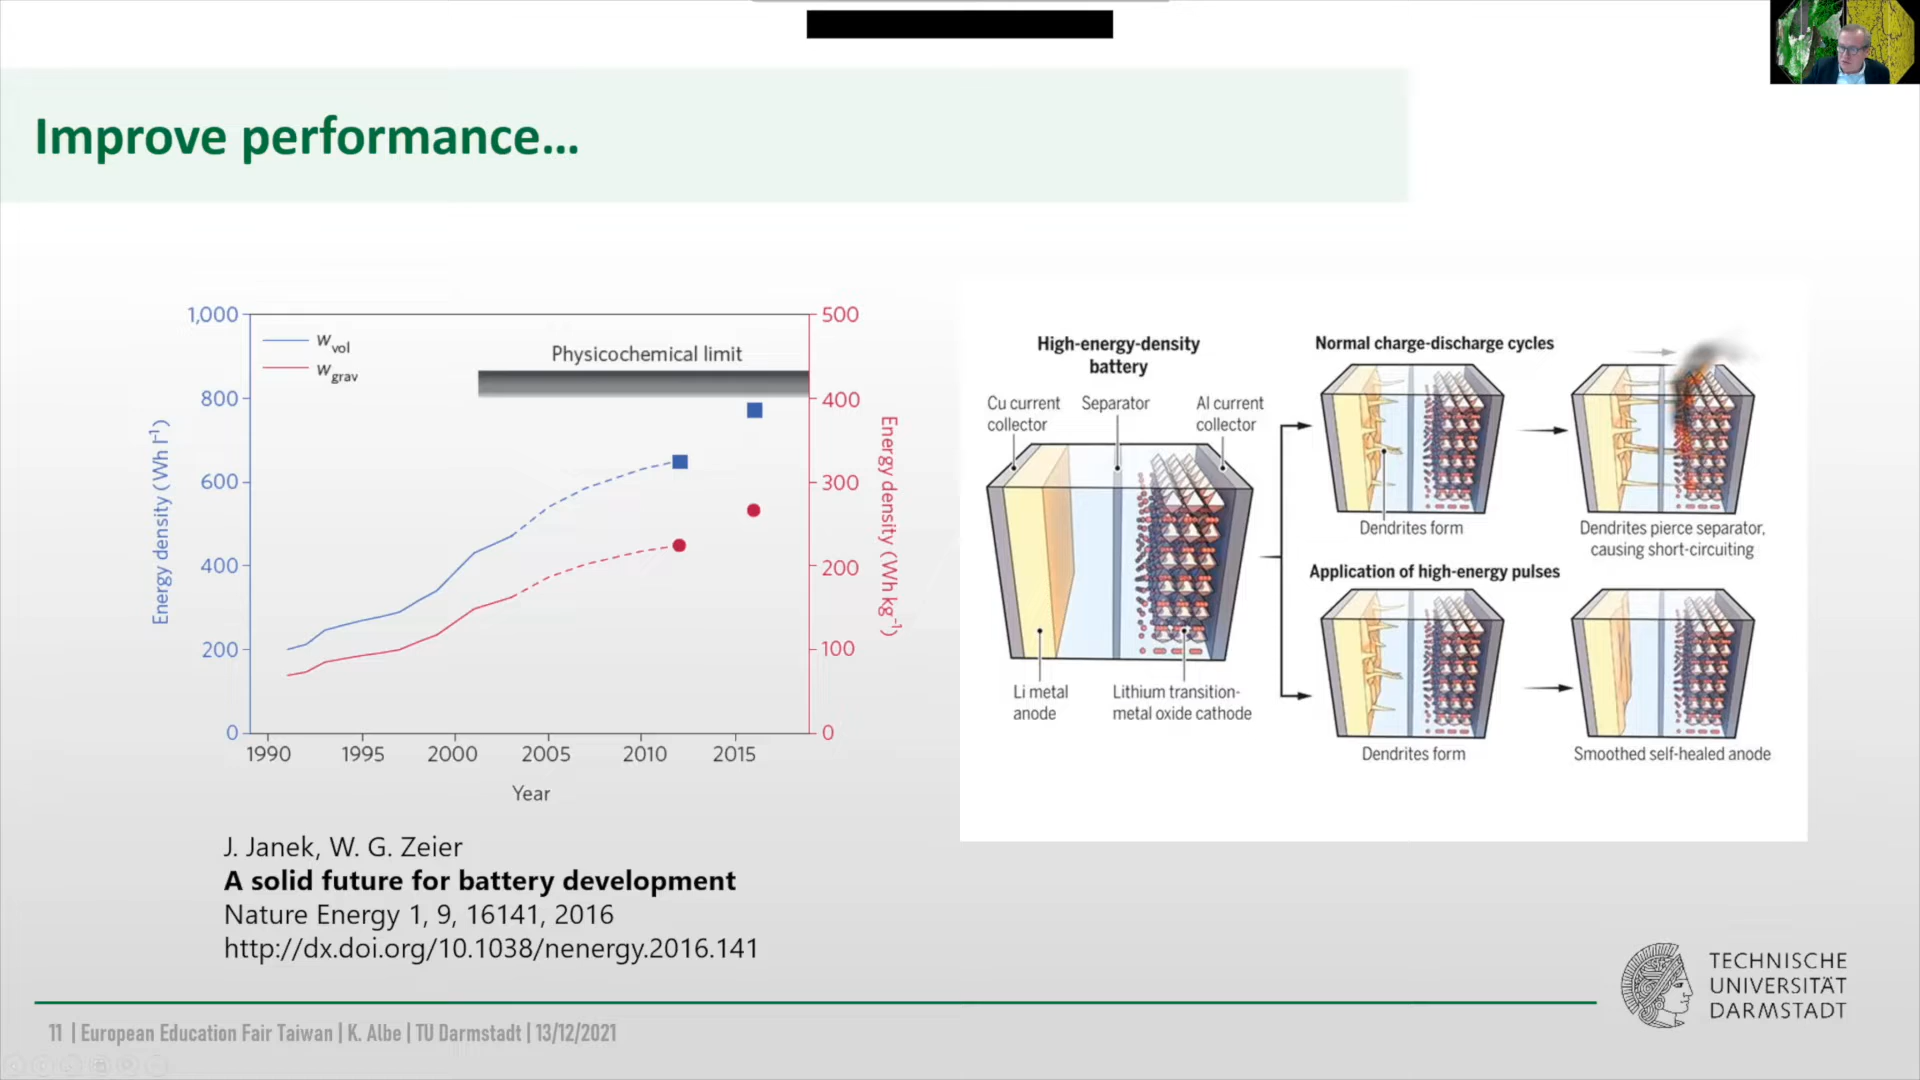 Improve performance...
1,000
800
600
400
200
0
500
400
300
200
100
0
1990
1995
2000
2005
2010
2015
Year
Energy density (Wh l⁻¹)
Energy density (Wh kg⁻¹)
Wvol
Wgrav
Physicochemical limit
J. Janek, W. G. Zeier
A solid future for battery development
Nature Energy 1, 9, 16141, 2016
http://dx.doi.org/10.1038/nenergy.2016.141
High-energy-density
battery
Cu current
collector
Separator
Al current
collector
Li metal
anode
Lithium transition-
metal oxide cathode
Normal charge-discharge cycles
Dendrites form
Dendrites pierce separator,
causing short-circuiting
Application of high-energy pulses
Dendrites form
Smoothed self-healed anode
TECHNISCHE
UNIVERSITÄT
DARMSTADT
11 | European Education Fair Taiwan | K. Albe | TU Darmstadt | 13/12/2021